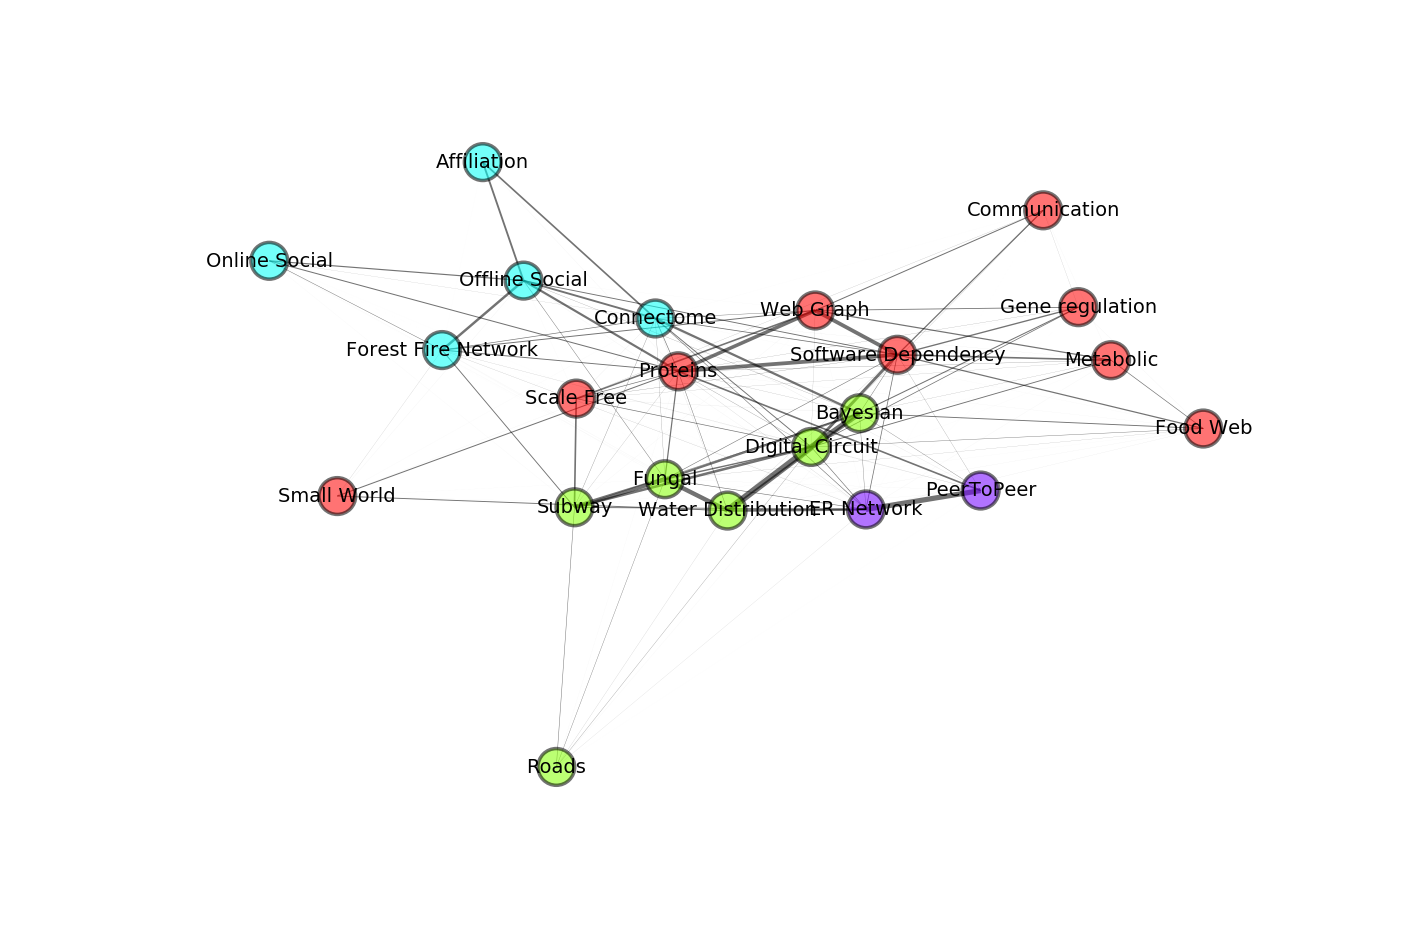 Affiliation
Communication
Online Social
Offline Social
Connectome
Web Graph
Gene regulation
Forest Fire Network
Software Dependency
Metabolic
Proteins
Scale Free
Bayesian
Food Web
Digital Circuit
Fungal
PeerToPeer
Small World
Subway
Water Distribution
ER Network
Roads